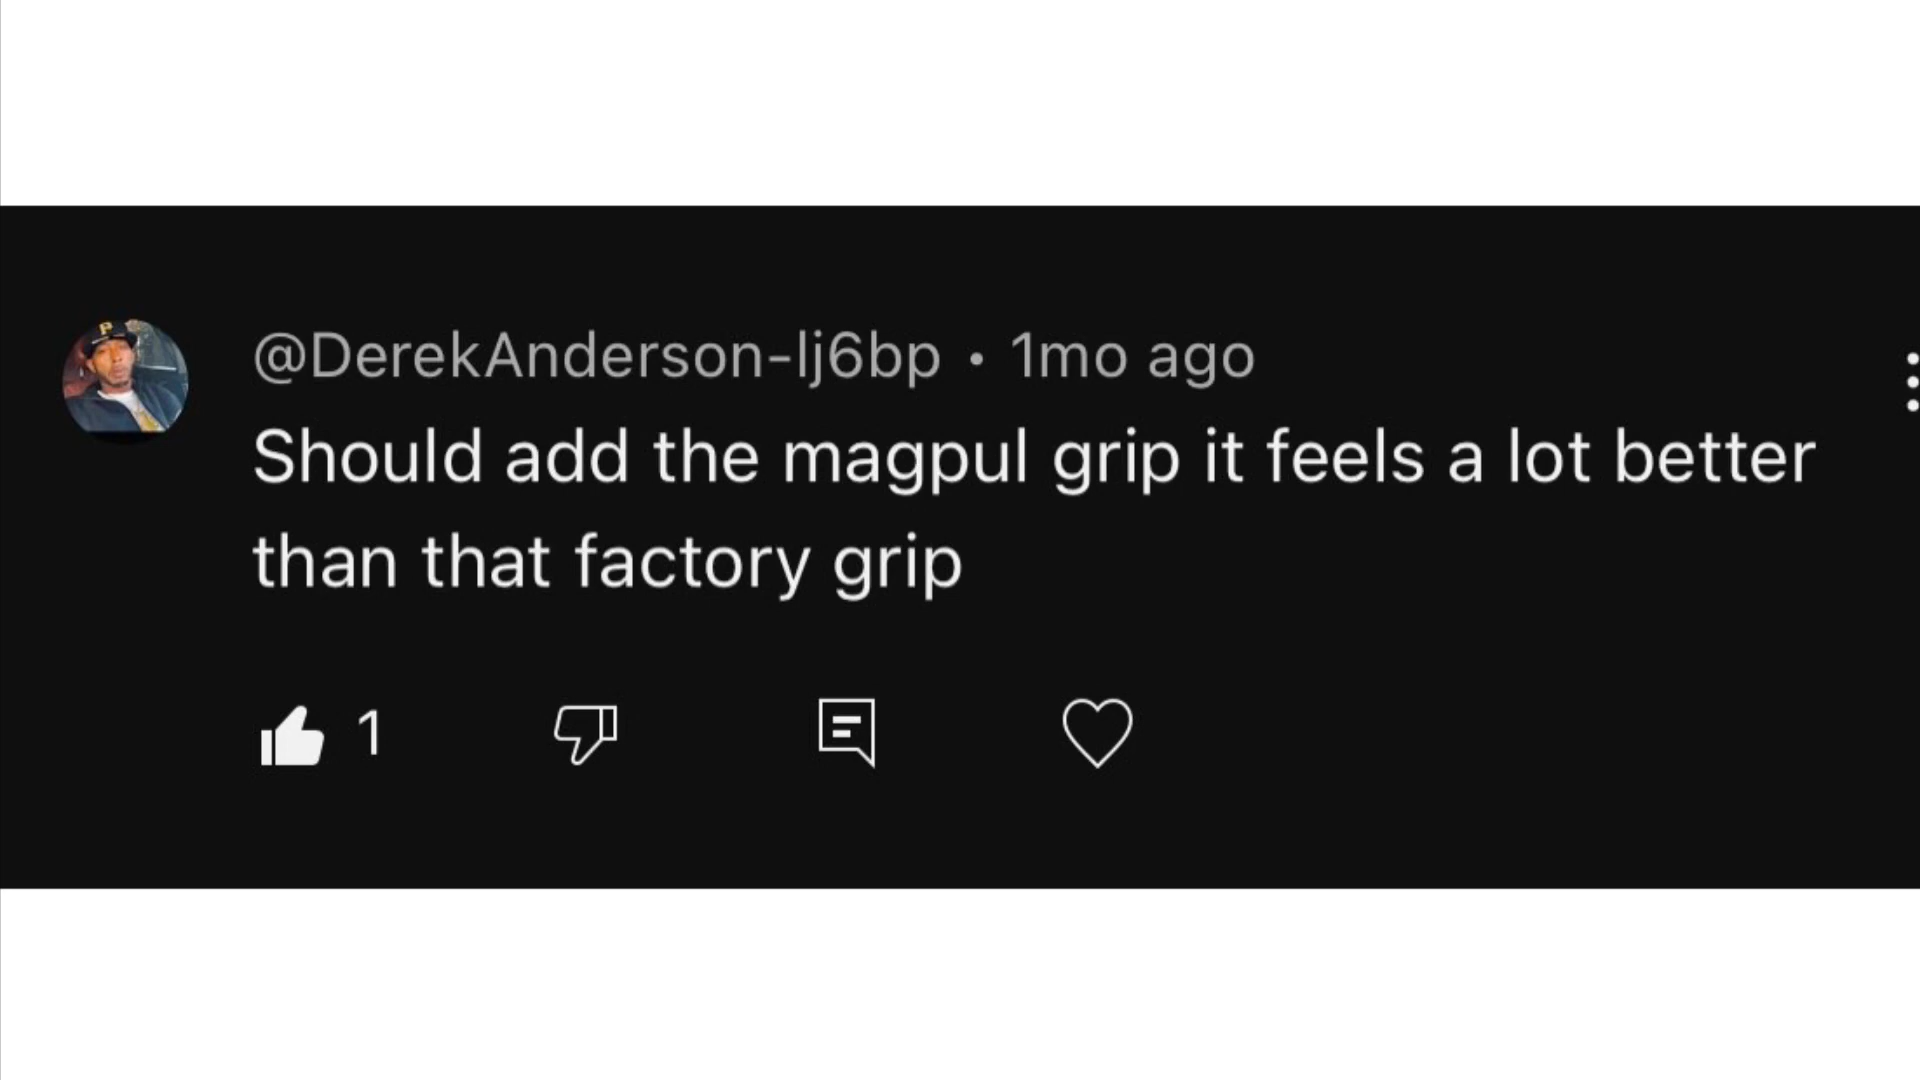 @DerekAnderson-lj6bp • 1mo ago
Should add the magpul grip it feels a lot better
than that factory grip
1
P